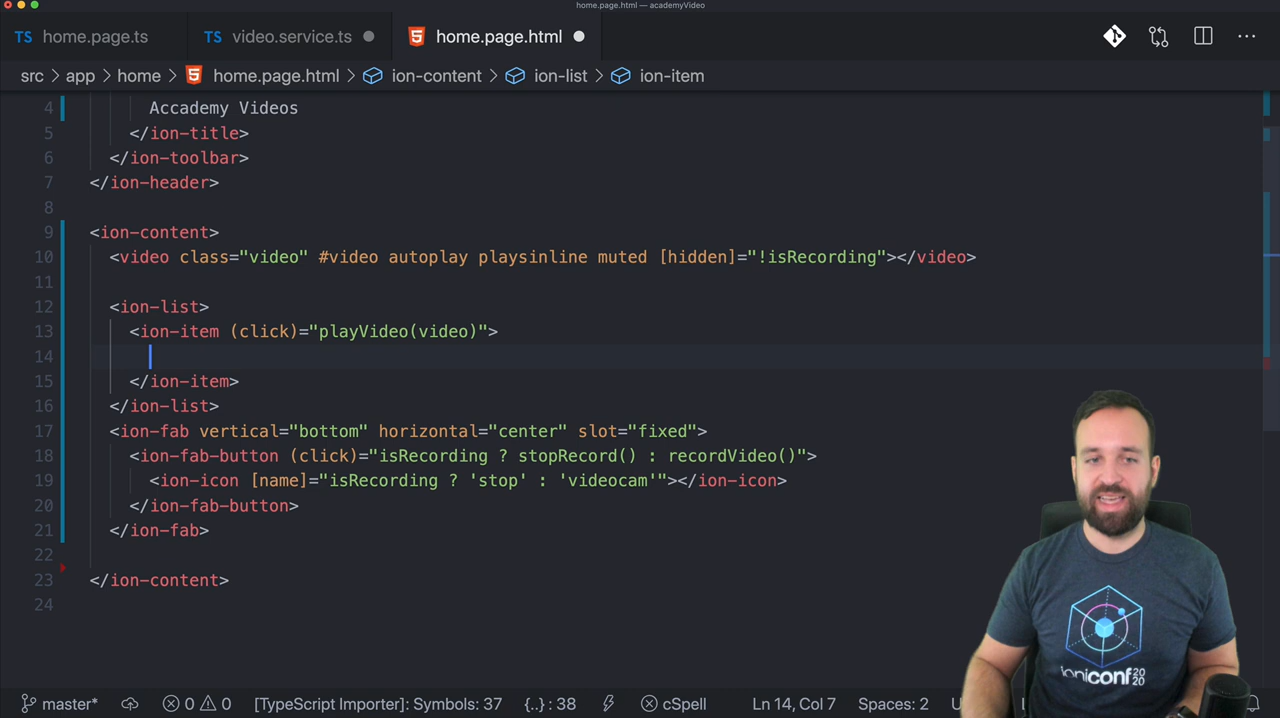 home.page.html — academyVideo
TS home.page.ts TS video.service.ts home.page.html
src > app > home > home.page.html > ion-content > ion-list > ion-item
4 Accademy Videos
5 </ion-title>
6 </ion-toolbar>
7 </ion-header>
8
9 <ion-content>
10 <video class="video" #video autoplay playsinline muted [hidden]="!isRecording"></video>
11
12 <ion-list>
13 <ion-item (click)="playVideo(video)">
14
15 </ion-item>
16 </ion-list>
17 <ion-fab vertical="bottom" horizontal="center" slot="fixed">
18 <ion-fab-button (click)="isRecording ? stopRecord() : recordVideo()">
19 <ion-icon [name]="isRecording ? 'stop' : 'videocam'"></ion-icon>
20 </ion-fab-button>
21 </ion-fab>
22
23 </ion-content>
24
ioniconf 2020
master* 0 0 [TypeScript Importer]: Symbols: 37 {..} : 38 cSpell Ln 14, Col 7 Spaces: 2